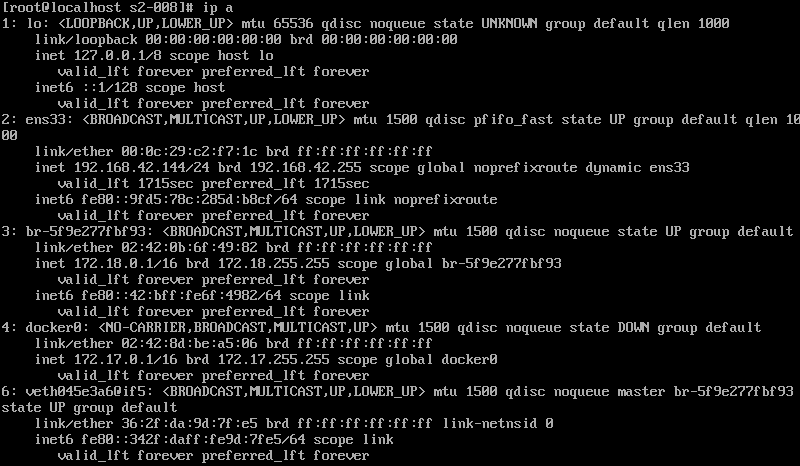 [root@localhost s2-008]# ip a
1: lo: <LOOPBACK,UP,LOWER_UP> mtu 65536 qdisc noqueue state UNKNOWN group default qlen 1000
    link/loopback 00:00:00:00:00:00 brd 00:00:00:00:00:00
    inet 127.0.0.1/8 scope host lo
       valid_lft forever preferred_lft forever
    inet6 ::1/128 scope host
       valid_lft forever preferred_lft forever
2: ens33: <BROADCAST,MULTICAST,UP,LOWER_UP> mtu 1500 qdisc pfifo_fast state UP group default qlen 10
00
    link/ether 00:0c:29:c2:f7:1c brd ff:ff:ff:ff:ff:ff
    inet 192.168.42.144/24 brd 192.168.42.255 scope global noprefixroute dynamic ens33
       valid_lft 1715sec preferred_lft 1715sec
    inet6 fe80::9fd5:78c:285d:b8cf/64 scope link noprefixroute
       valid_lft forever preferred_lft forever
3: br-5f9e277fbf93: <BROADCAST,MULTICAST,UP,LOWER_UP> mtu 1500 qdisc noqueue state UP group default
    link/ether 02:42:0b:6f:49:82 brd ff:ff:ff:ff:ff:ff
    inet 172.18.0.1/16 brd 172.18.255.255 scope global br-5f9e277fbf93
       valid_lft forever preferred_lft forever
    inet6 fe80::42:bff:fe6f:4982/64 scope link
       valid_lft forever preferred_lft forever
4: docker0: <NO-CARRIER,BROADCAST,MULTICAST,UP> mtu 1500 qdisc noqueue state DOWN group default
    link/ether 02:42:8d:be:a5:06 brd ff:ff:ff:ff:ff:ff
    inet 172.17.0.1/16 brd 172.17.255.255 scope global docker0
       valid_lft forever preferred_lft forever
6: veth045e3a6@if5: <BROADCAST,MULTICAST,UP,LOWER_UP> mtu 1500 qdisc noqueue master br-5f9e277fbf93
state UP group default
    link/ether 36:2f:da:9d:7f:e5 brd ff:ff:ff:ff:ff:ff link-netnsid 0
    inet6 fe80::342f:daff:fe9d:7fe5/64 scope link
       valid_lft forever preferred_lft forever